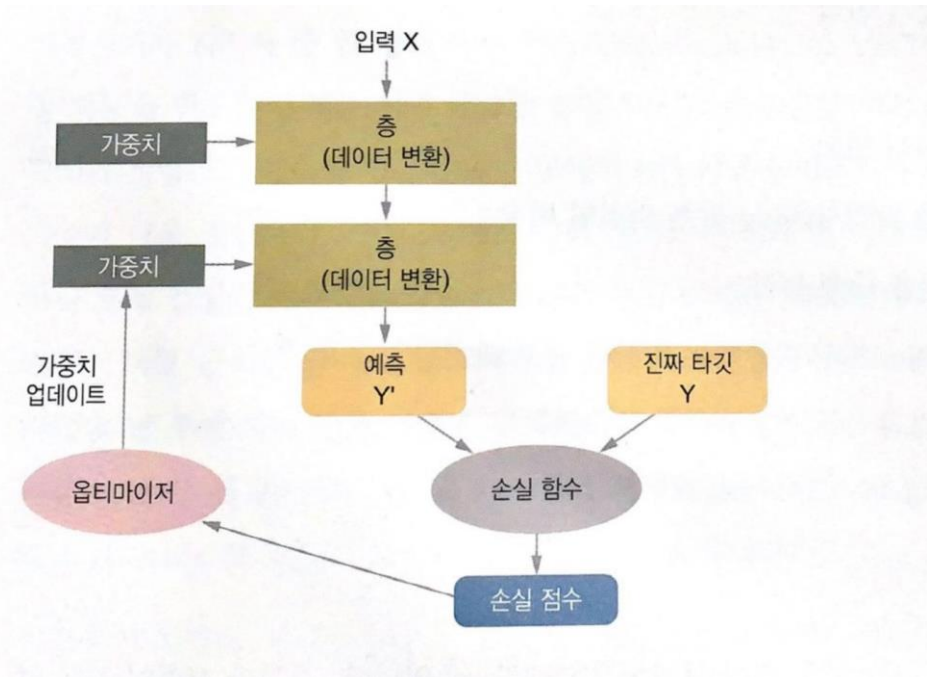 입력 X
가중치
층
(데이터 변환)
가중치
층
(데이터 변환)
가중치
업데이트
예측
Y'
진짜 타깃
Y
옵티마이저
손실 함수
손실 점수